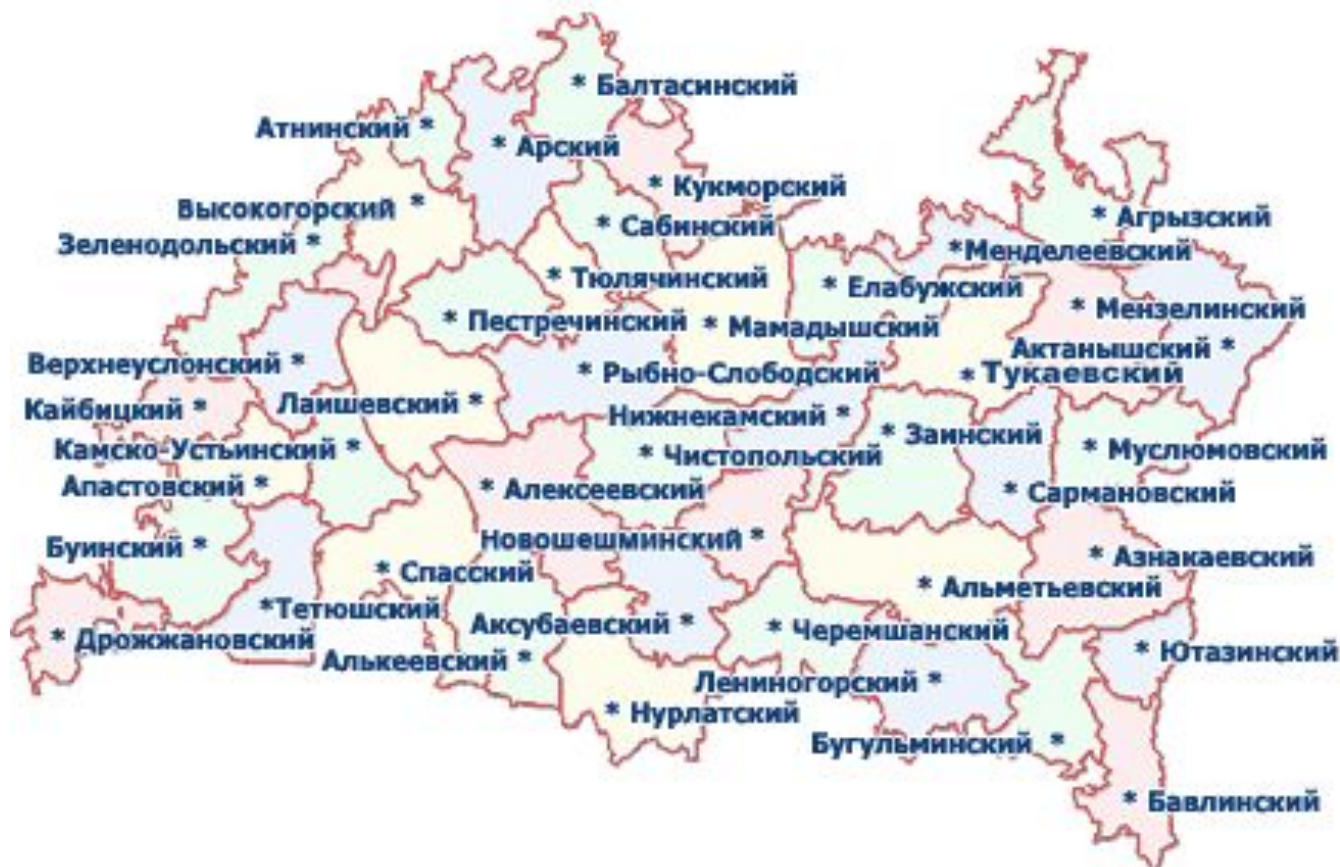 * Балтасинский
Атнинский *
* Арский
* Кукморский
Высокогорский *
* Агрызский
* Сабинский
Зеленодольский *
*Менделеевский
* Тюлячинский
* Елабужский
* Мензелинский
* Пестречинский
* Мамадышский
Актанышский *
Верхнеуслонский *
* Рыбно-Слободский
* Тукаевский
Кайбицкий *
Лаишевский *
Нижнекамский *
* Заинский
Камско-Устьинский *
* Чистопольский
* Муслюмовский
Апастовский *
* Алексеевский
* Сармановский
Буинский *
Новошешминский *
* Азнакаевский
* Спасский
* Альметьевский
*Тетюшский
Аксубаевский *
* Черемшанский
* Дрожжановский
Алькеевский *
* Ютазинский
Лениногорский *
* Нурлатский
Бугульминский *
* Бавлинский